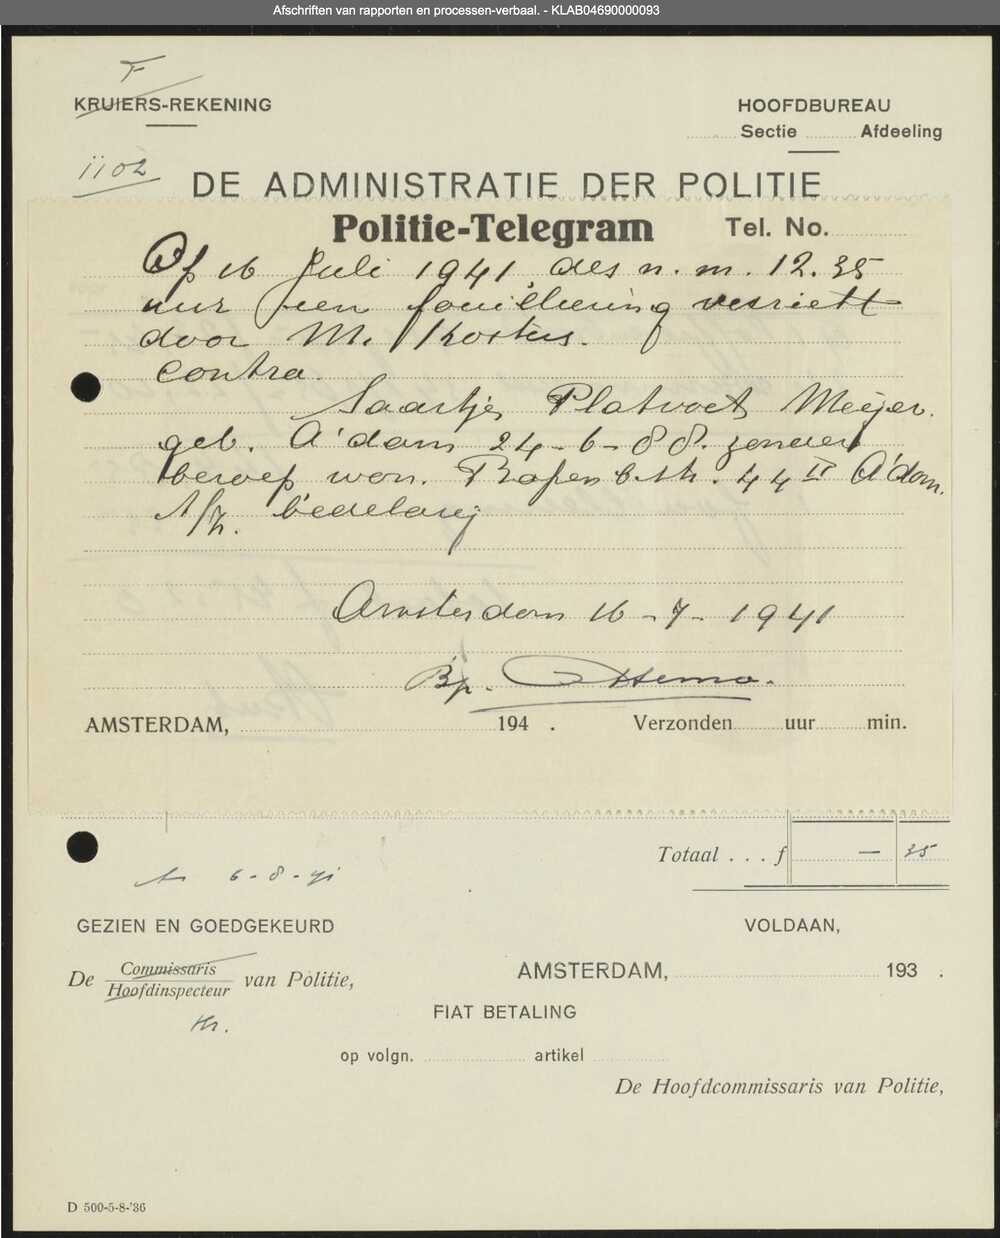 Afschriften van rapporten en processen-verbaal. - KLAB04690000093
F
KRUIERS-REKENING
HOOFDBUREAU
Sectie Afdeeling
1102
DE ADMINISTRATIE DER POLITIE
Politie-Telegram Tel. No.
Op 16 Juli 1941, des n.m. 12.35
uur een fouilleering verricht
door M. Kosters.
contra.
Saartje Platvoet Meijer.
geb. A'dam 24-6-88. zonder
beroep won. Rapenb.str. 44 II A'dam.
t/z. bedelarij
Amsterdam 16-7-1941
AMSTERDAM, 194 . Verzonden uur min.
Totaal . . . f — 35
6-8-41
GEZIEN EN GOEDGEKEURD
VOLDAAN,
De Commissaris
Hoofdinspecteur van Politie,
AMSTERDAM, 193 .
FIAT BETALING
op volgn. artikel
De Hoofdcommissaris van Politie,
D 500-5-8-'36